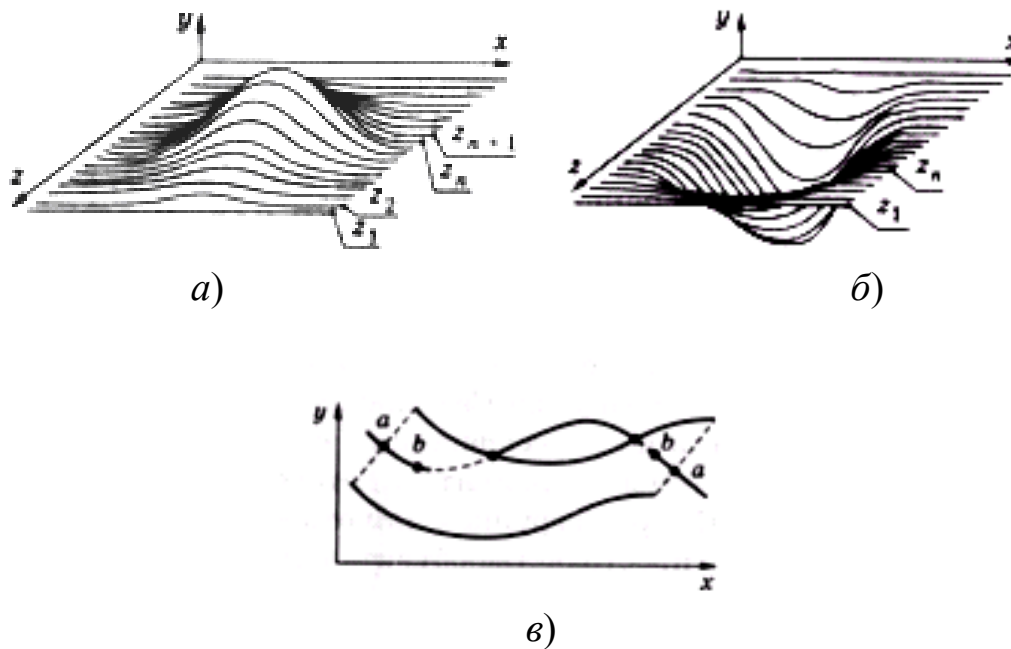 y
x
z
z_{n+1}
z_n
z_2
z_1
а)
y
x
z
z_n
z_1
б)
y
a
b
b
a
x
в)